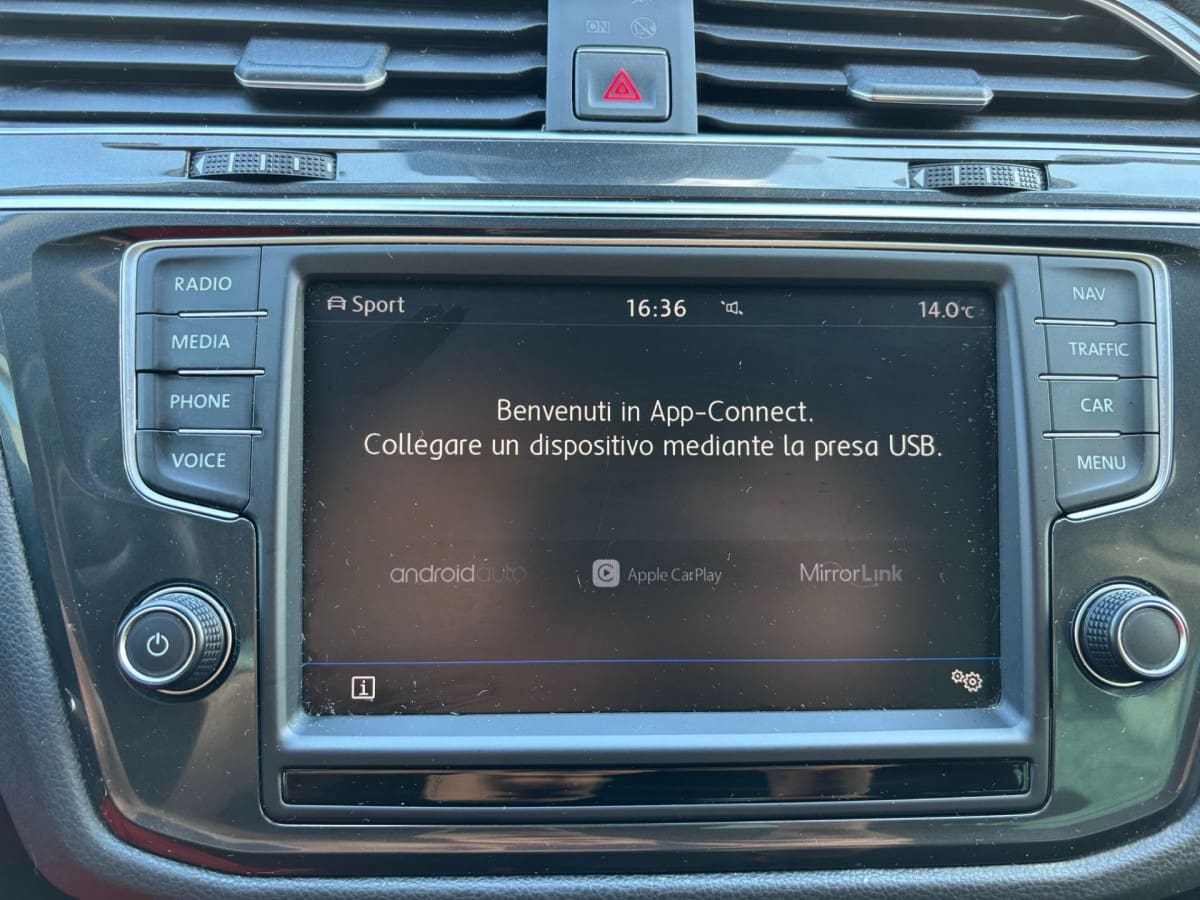 ON
RADIO
MEDIA
PHONE
VOICE
Sport
16:36
14.0°C
Benvenuti in App-Connect.
Collegare un dispositivo mediante la presa USB.
androidauto
Apple CarPlay
MirrorLink
i
NAV
TRAFFIC
CAR
MENU